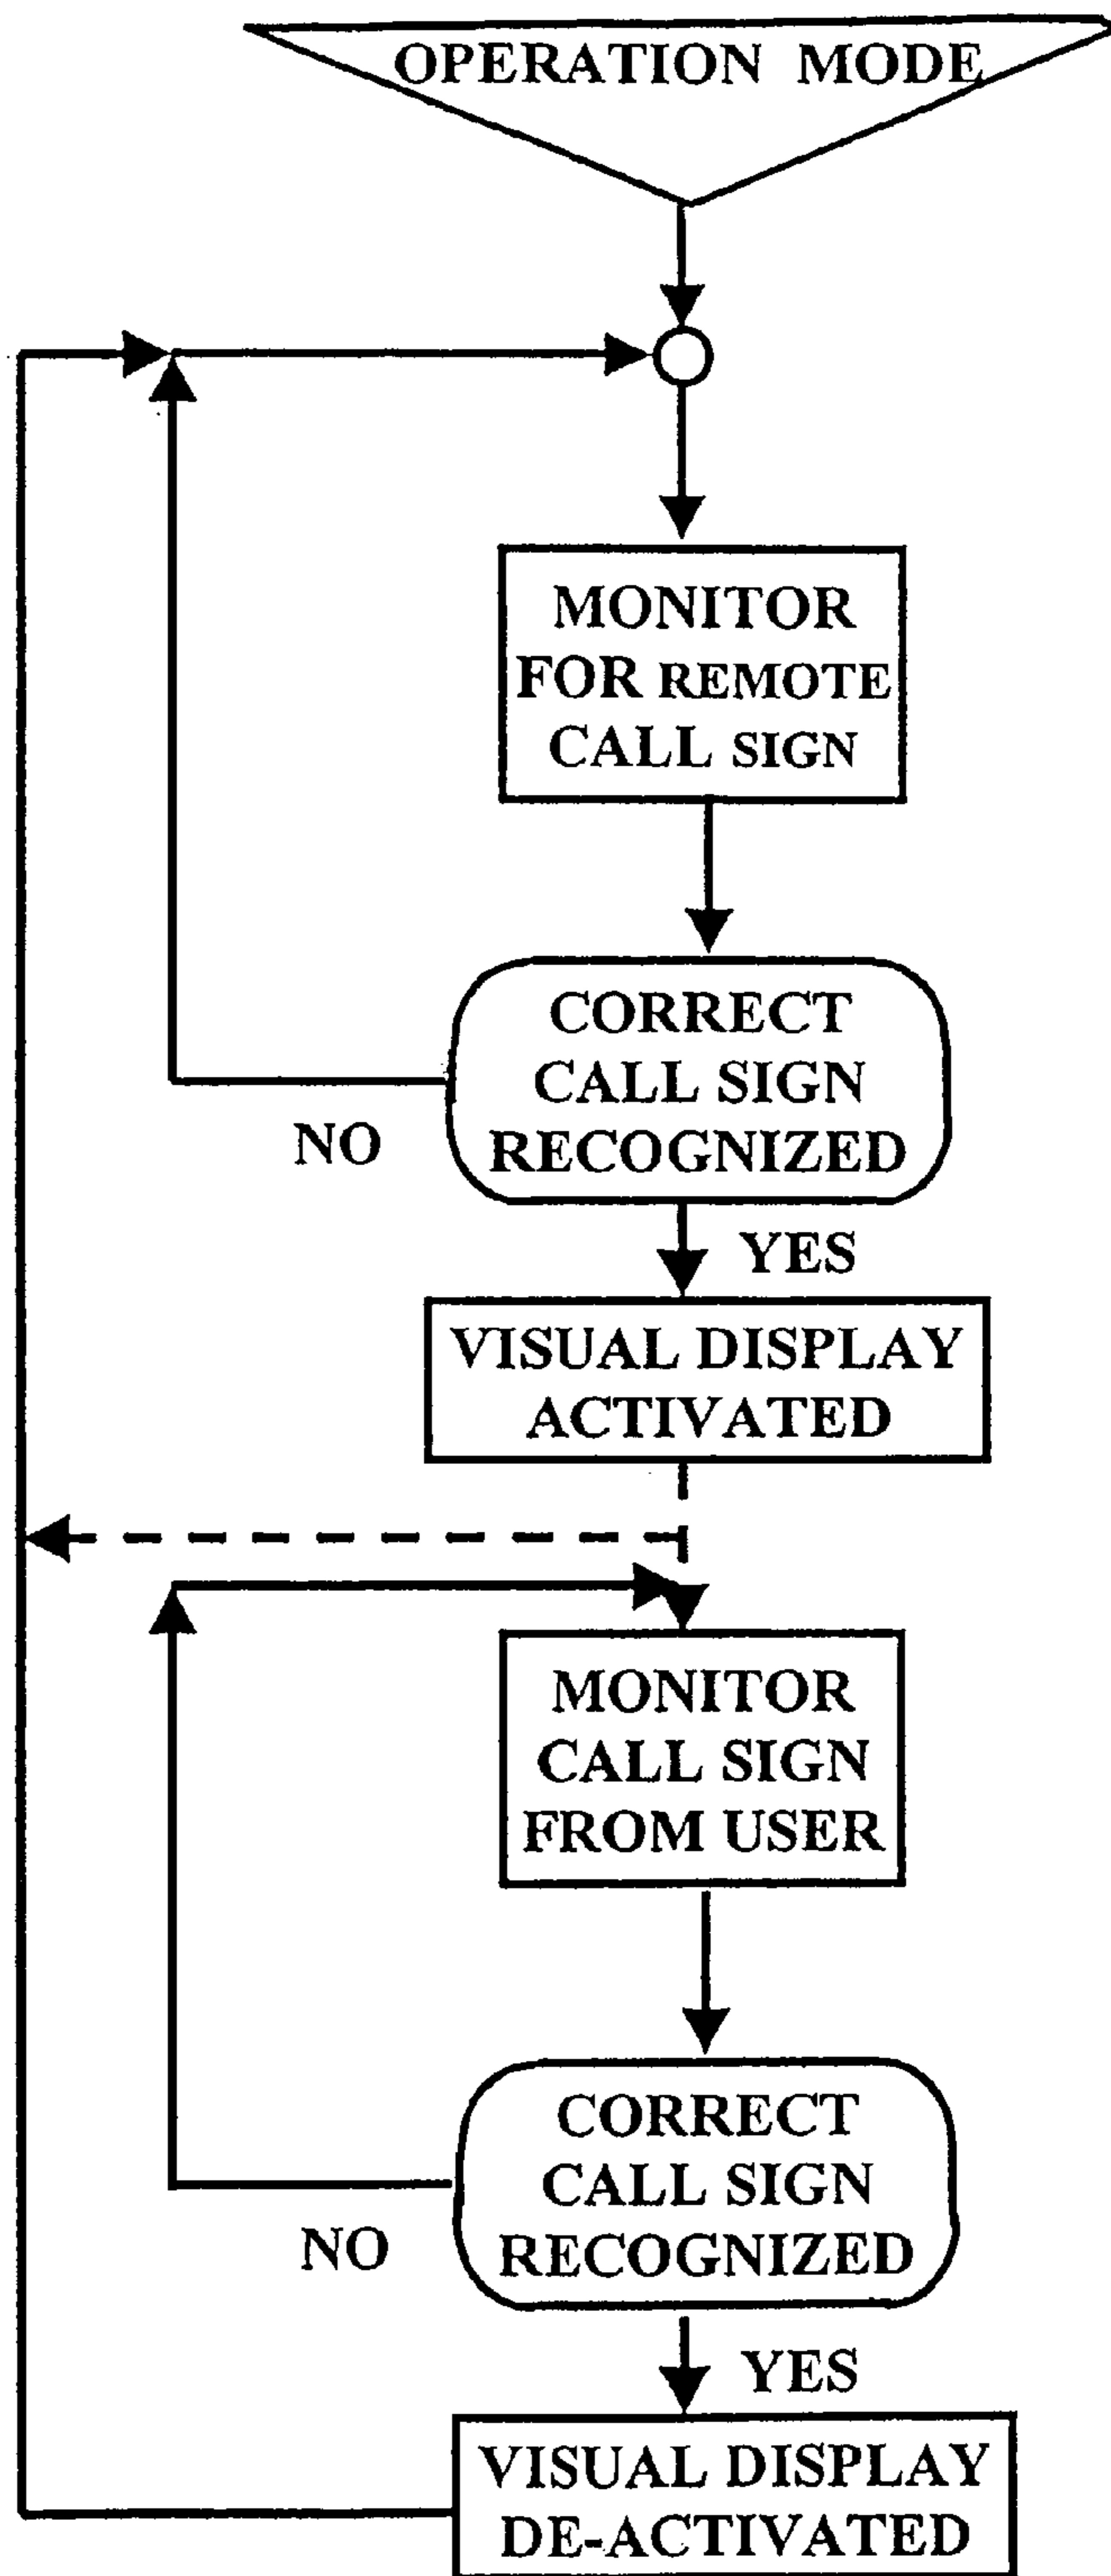 OPERATION MODE
MONITOR
FOR REMOTE
CALL SIGN
CORRECT
CALL SIGN
RECOGNIZED
NO
YES
VISUAL DISPLAY
ACTIVATED
MONITOR
CALL SIGN
FROM USER
CORRECT
CALL SIGN
RECOGNIZED
NO
YES
VISUAL DISPLAY
DE-ACTIVATED